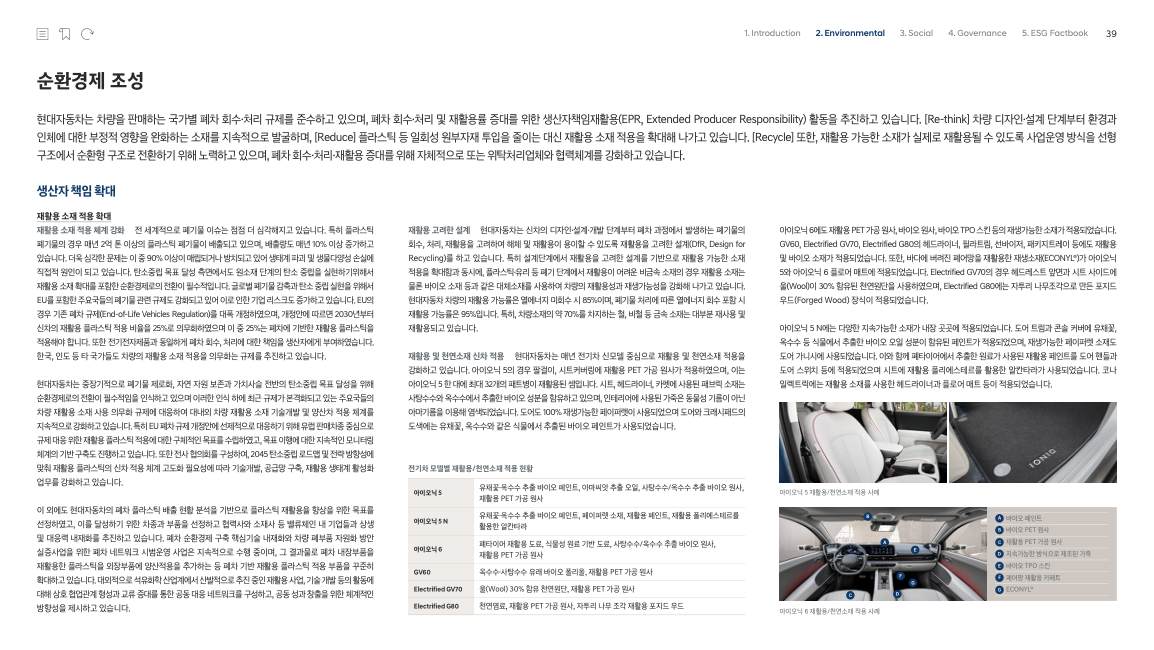 1. Introduction
2. Environmental
3. Social
4. Governance
5. ESG Factbook
39
순환경제 조성
현대자동차는 차량을 판매하는 국가별 폐차 회수·처리 규제를 준수하고 있으며, 폐차 회수·처리 및 재활용률 증대를 위한 생산자책임재활용(EPR, Extended Producer Responsibility) 활동을 추진하고 있습니다. [Re-think] 차량 디자인·설계 단계부터 환경과
인체에 대한 부정적 영향을 완화하는 소재를 지속적으로 발굴하며, [Reduce] 플라스틱 등 일회성 원부자재 투입을 줄이는 대신 재활용 소재 적용을 확대해 나가고 있습니다. [Recycle] 또한, 재활용 가능한 소재가 실제로 재활용될 수 있도록 사업운영 방식을 선형
구조에서 순환형 구조로 전환하기 위해 노력하고 있으며, 폐차 회수·처리·재활용 증대를 위해 자체적으로 또는 위탁처리업체와 협력체계를 강화하고 있습니다.
생산자 책임 확대
재활용 소재 적용 확대
재활용 소재 적용 체계 강화 전 세계적으로 폐기물 이슈는 점점 더 심각해지고 있습니다. 특히 플라스틱
폐기물의 경우 매년 2억 톤 이상의 플라스틱 폐기물이 배출되고 있으며, 배출량도 매년 10% 이상 증가하고
있습니다. 더욱 심각한 문제는 이 중 90% 이상이 매립되거나 방치되고 있어 생태계 파괴 및 생물다양성 손실에
직접적 원인이 되고 있습니다. 탄소중립 목표 달성 측면에서도 원소재 단계의 탄소 중립을 실현하기위해서
재활용 소재 확대를 포함한 순환경제로의 전환이 필수적입니다. 글로벌 폐기물 감축과 탄소 중립 실현을 위해서
EU를 포함한 주요국들의 폐기물 관련 규제도 강화되고 있어 이로 인한 기업 리스크도 증가하고 있습니다. EU의
경우 기존 폐차 규제(End-of-Life Vehicles Regulation)를 대폭 개정하였으며, 개정안에 따르면 2030년부터
신차의 재활용 플라스틱 적용 비율을 25%로 의무화하였으며 이 중 25%는 폐차에 기반한 재활용 플라스틱을
적용해야 합니다. 또한 전기전자제품과 동일하게 폐차 회수, 처리에 대한 책임을 생산자에게 부여하였습니다.
한국, 인도 등 타 국가들도 차량의 재활용 소재 적용을 의무화하는 규제를 추진하고 있습니다.
현대자동차는 중장기적으로 폐기물 제로화, 자연 자원 보존과 가치사슬 전반의 탄소중립 목표 달성을 위해
순환경제로의 전환이 필수적임을 인식하고 있으며 이러한 인식 하에 최근 규제가 본격화되고 있는 주요국들의
차량 재활용 소재 사용 의무화 규제에 대응하여 대내외 차량 재활용 소재 기술개발 및 양산차 적용 체계를
지속적으로 강화하고 있습니다. 특히 EU 폐차 규제 개정안에 선제적으로 대응하기 위해 유럽 판매차종 중심으로
규제 대응 위한 재활용 플라스틱 적용에 대한 구체적인 목표를 수립하였고, 목표 이행에 대한 지속적인 모니터링
체계의 기반 구축도 진행하고 있습니다. 또한 전사 협의회를 구성하여, 2045 탄소중립 로드맵 및 전략 방향성에
맞춰 재활용 플라스틱의 신차 적용 체계 고도화 필요성에 따라 기술개발, 공급망 구축, 재활용 생태계 활성화
업무를 강화하고 있습니다.
이 외에도 현대자동차의 폐차 플라스틱 배출 현황 분석을 기반으로 플라스틱 재활용율 향상을 위한 목표를
선정하였고, 이를 달성하기 위한 차종과 부품을 선정하고 협력사와 소재사 등 밸류체인 내 기업들과 상생
및 대응력 내재화를 추진하고 있습니다. 폐차 순환경제 구축 핵심기술 내재화와 차량 폐부품 자원화 방안
실증사업을 위한 폐차 네트워크 시범운영 사업은 지속적으로 수행 중이며, 그 결과물로 폐차 내장부품을
재활용한 플라스틱을 외장부품에 양산적용을 추가하는 등 폐차 기반 재활용 플라스틱 적용 부품을 꾸준히
확대하고 있습니다. 대외적으로 석유화학 산업계에서 산발적으로 추진 중인 재활용 사업, 기술 개발 등의 활동에
대해 상호 협업관계 형성과 교류 증대를 통한 공동 대응 네트워크를 구성하고, 공동 성과 창출을 위한 체계적인
방향성을 제시하고 있습니다.
재활용 고려한 설계 현대자동차는 신차의 디자인·설계·개발 단계부터 폐차 과정에서 발생하는 폐기물의
회수, 처리, 재활용을 고려하여 해체 및 재활용이 용이할 수 있도록 재활용을 고려한 설계(DfR, Design for
Recycling)를 하고 있습니다. 특히 설계단계에서 재활용을 고려한 설계를 기반으로 재활용 가능한 소재
적용을 확대함과 동시에, 플라스틱·유리 등 폐기 단계에서 재활용이 어려운 비금속 소재의 경우 재활용 소재는
물론 바이오 소재 등과 같은 대체소재를 사용하여 차량의 재활용성과 재생가능성을 강화해 나가고 있습니다.
현대자동차 차량의 재활용 가능률은 열에너지 미회수 시 85%이며, 폐기물 처리에 따른 열에너지 회수 포함 시
재활용 가능률은 95%입니다. 특히, 차량소재의 약 70%를 차지하는 철, 비철 등 금속 소재는 대부분 재사용 및
재활용되고 있습니다.
재활용 및 천연소재 신차 적용 현대자동차는 매년 전기차 신모델 중심으로 재활용 및 천연소재 적용을
강화하고 있습니다. 아이오닉 5의 경우 팔걸이, 시트커버링에 재활용 PET 가공 원사가 적용하였으며, 이는
아이오닉 5 한 대에 최대 32개의 페트병이 재활용된 셈입니다. 시트, 헤드라이너, 카펫에 사용된 패브릭 소재는
사탕수수와 옥수수에서 추출한 바이오 성분을 함유하고 있으며, 인테리어에 사용된 가죽은 동물성 기름이 아닌
아마기름을 이용해 염색되었습니다. 도어도 100% 재생가능한 페이퍼렛이 사용되었으며 도어와 크래시패드의
도색에는 유채꽃, 옥수수와 같은 식물에서 추출된 바이오 페인트가 사용되었습니다.
전기차 모델별 재활용/천연소재 적용 현황
아이오닉 5
유채꽃·옥수수 추출 바이오 페인트, 아마씨앗 추출 오일, 사탕수수/옥수수 추출 바이오 원사,
재활용 PET 가공 원사
아이오닉 5 N
유채꽃·옥수수 추출 바이오 페인트, 페이퍼렛 소재, 재활용 페인트, 재활용 폴리에스테르를
활용한 알칸타라
아이오닉 6
폐타이어 재활용 도료, 식물성 원료 기반 도료, 사탕수수/옥수수 추출 바이오 원사,
재활용 PET 가공 원사
GV60
옥수수·사탕수수 유래 바이오 폴리올, 재활용 PET 가공 원사
Electrified GV70
울(Wool) 30% 함유 천연원단, 재활용 PET 가공 원사
Electrified G80
천연염료, 재활용 PET 가공 원사, 자투리 나무 조각 재활용 포지드 우드
아이오닉 6에도 재활용 PET 가공 원사, 바이오 원사, 바이오 TPO 스킨 등의 재생가능한 소재가 적용되었습니다.
GV60, Electrified GV70, Electrified G80의 헤드라이너, 필라트림, 선바이저, 패키지트레이 등에도 재활용
및 바이오 소재가 적용되었습니다. 또한, 바다에 버려진 폐어망을 재활용한 재생소재(ECONYL®)가 아이오닉
5와 아이오닉 6 플로어 매트에 적용되었습니다. Electrified GV70의 경우 헤드레스트 앞면과 시트 사이드에
울(Wool)이 30% 함유된 천연원단을 사용하였으며, Electrified G80에는 자투리 나무조각으로 만든 포지드
우드(Forged Wood) 장식이 적용되었습니다.
아이오닉 5 N에는 다양한 지속가능한 소재가 내장 곳곳에 적용되었습니다. 도어 트림과 콘솔 커버에 유채꽃,
옥수수 등 식물에서 추출한 바이오 오일 성분이 함유된 페인트가 적용되었으며, 재생가능한 페이퍼렛 소재도
도어 가니시에 사용되었습니다. 이와 함께 폐타이어에서 추출한 원료가 사용된 재활용 페인트를 도어 핸들과
도어 스위치 등에 적용되었으며 시트에 재활용 폴리에스테르를 활용한 알칸타라가 사용되었습니다. 코나
일렉트릭에는 재활용 소재를 사용한 헤드라이너과 플로어 매트 등이 적용되었습니다.
IONIQ
아이오닉 5 재활용/천연소재 적용 사례
B
A
E
F
G
C
D
A 바이오 페인트
B 바이오 PET 원사
C 재활용 PET 가공 원사
D 지속가능한 방식으로 제조된 가죽
E 바이오 TPO 스킨
F 폐어망 재활용 카페트
G ECONYL®
아이오닉 6 재활용/천연소재 적용 사례